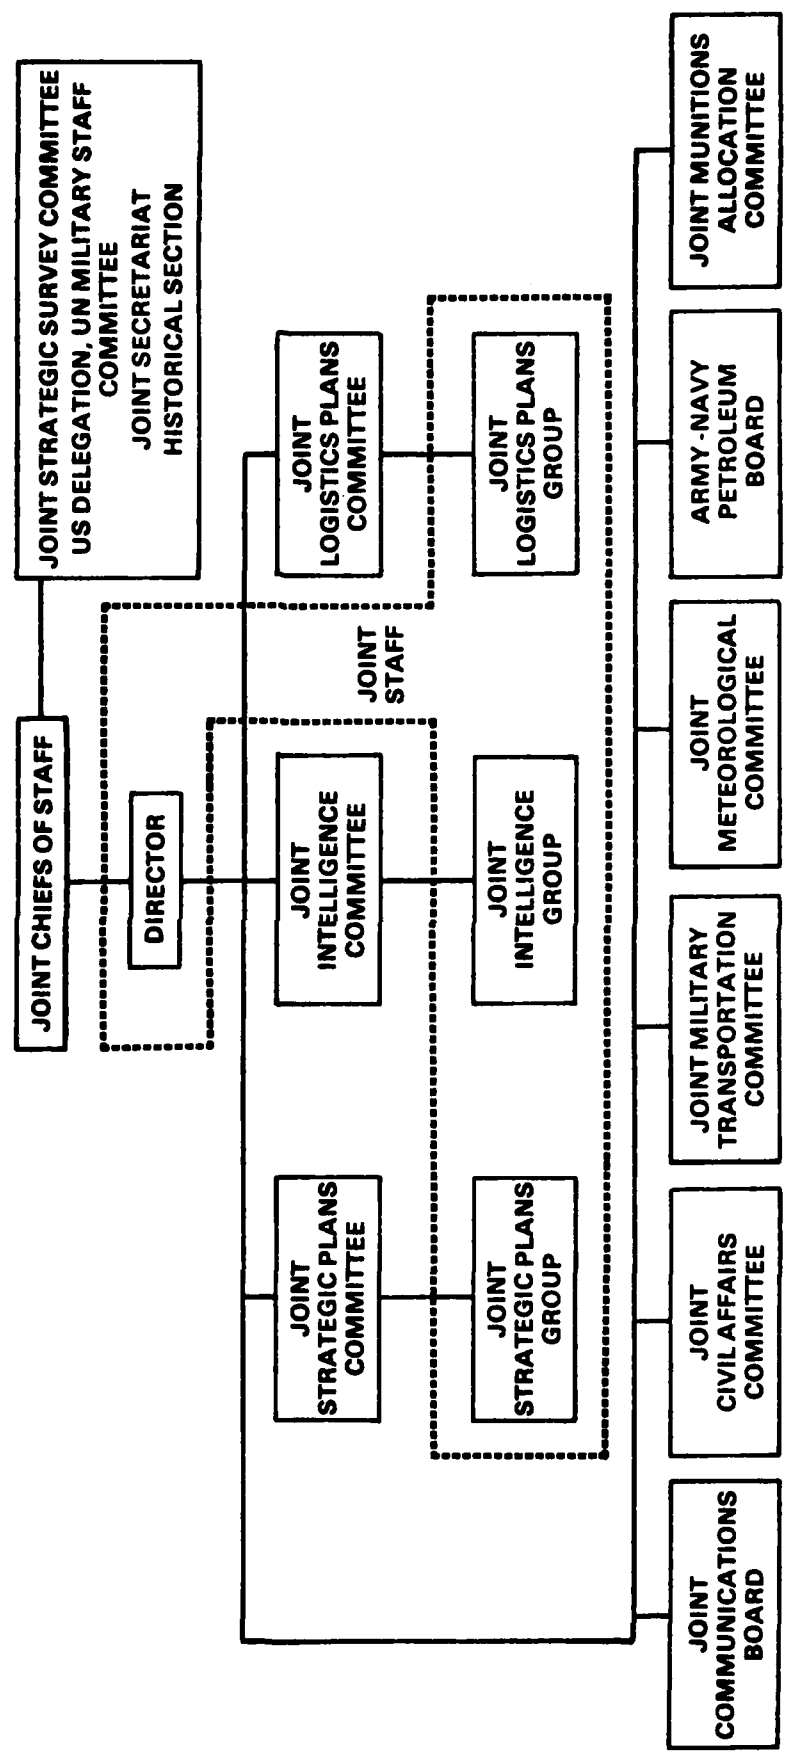 JOINT CHIEFS OF STAFF
JOINT STRATEGIC SURVEY COMMITTEE
US DELEGATION, UN MILITARY STAFF
COMMITTEE
JOINT SECRETARIAT
HISTORICAL SECTION
DIRECTOR
JOINT
STAFF
JOINT
STRATEGIC PLANS
COMMITTEE
JOINT
INTELLIGENCE
COMMITTEE
JOINT
LOGISTICS PLANS
COMMITTEE
JOINT
STRATEGIC PLANS
GROUP
JOINT
INTELLIGENCE
GROUP
JOINT
LOGISTICS PLANS
GROUP
JOINT
COMMUNICATIONS
BOARD
JOINT
CIVIL AFFAIRS
COMMITTEE
JOINT MILITARY
TRANSPORTATION
COMMITTEE
JOINT
METEOROLOGICAL
COMMITTEE
ARMY-NAVY
PETROLEUM
BOARD
JOINT MUNITIONS
ALLOCATION
COMMITTEE